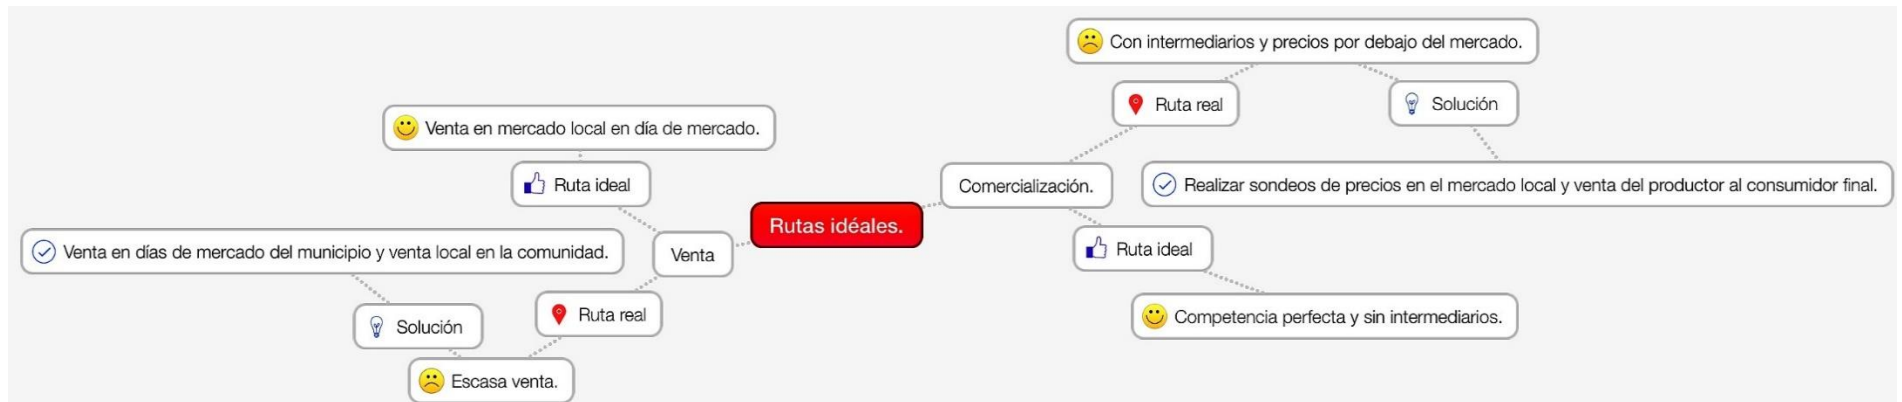 Con intermediarios y precios por debajo del mercado.
Ruta real
Solución
Venta en mercado local en día de mercado.
Ruta ideal
Comercialización.
Realizar sondeos de precios en el mercado local y venta del productor al consumidor final.
Rutas idéales.
Venta en días de mercado del municipio y venta local en la comunidad.
Venta
Ruta ideal
Solución
Ruta real
Competencia perfecta y sin intermediarios.
Escasa venta.